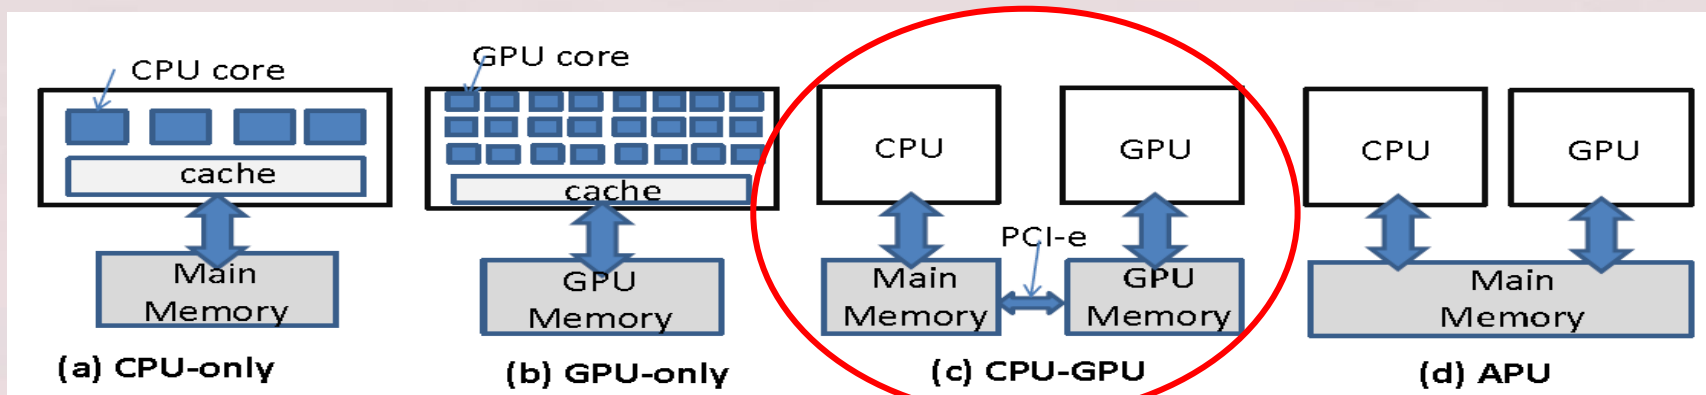 CPU core
cache
Main
Memory
(a) CPU-only
GPU core
cache
GPU
Memory
(b) GPU-only
CPU
GPU
PCI-e
Main
Memory
GPU
Memory
(c) CPU-GPU
CPU
GPU
Main
Memory
(d) APU